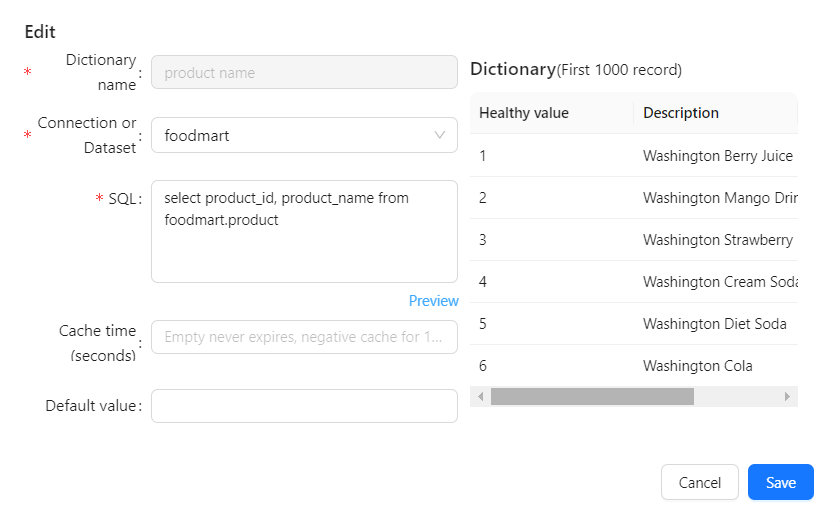 Edit
* Dictionary name :
product name
* Connection or Dataset :
foodmart
* SQL :
select product_id, product_name from
foodmart.product
Preview
Cache time (seconds) :
Empty never expires, negative cache for 1...
Default value :
Dictionary(First 1000 record)
Healthy value Description
1 Washington Berry Juice
2 Washington Mango Drin
3 Washington Strawberry
4 Washington Cream Soda
5 Washington Diet Soda
6 Washington Cola
Cancel Save